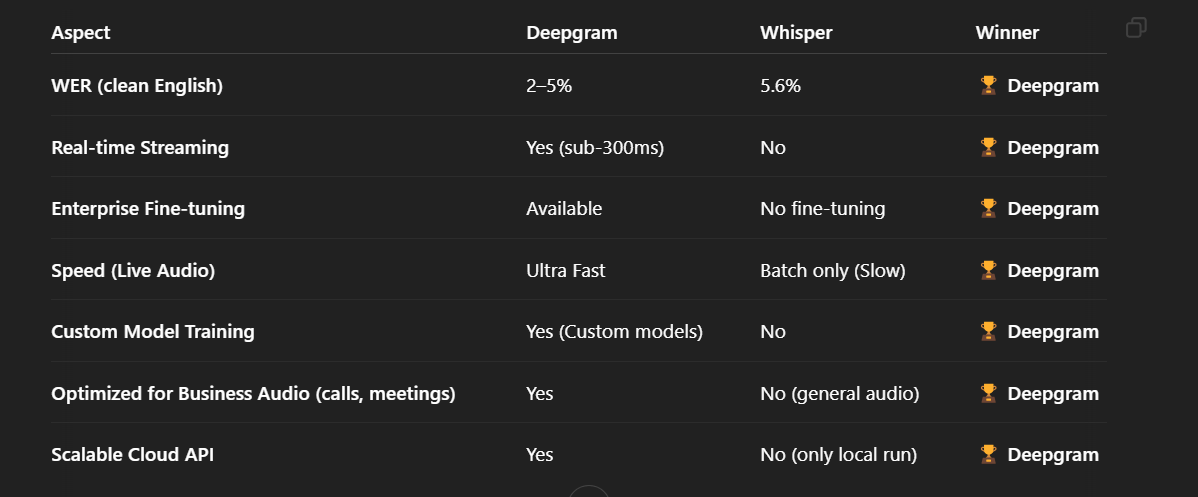 Aspect Deepgram Whisper Winner
WER (clean English) 2–5% 5.6% 🏆 Deepgram
Real-time Streaming Yes (sub-300ms) No 🏆 Deepgram
Enterprise Fine-tuning Available No fine-tuning 🏆 Deepgram
Speed (Live Audio) Ultra Fast Batch only (Slow) 🏆 Deepgram
Custom Model Training Yes (Custom models) No 🏆 Deepgram
Optimized for Business Audio (calls, meetings) Yes No (general audio) 🏆 Deepgram
Scalable Cloud API Yes No (only local run) 🏆 Deepgram